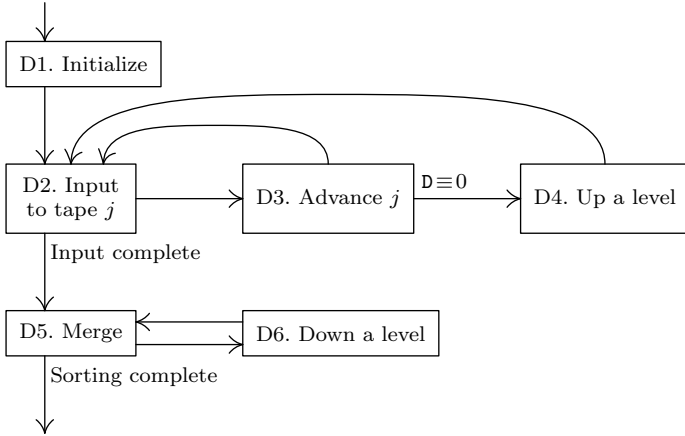 D1. Initialize
D2. Input
to tape j
D3. Advance j
D≡0
D4. Up a level
Input complete
D5. Merge
D6. Down a level
Sorting complete